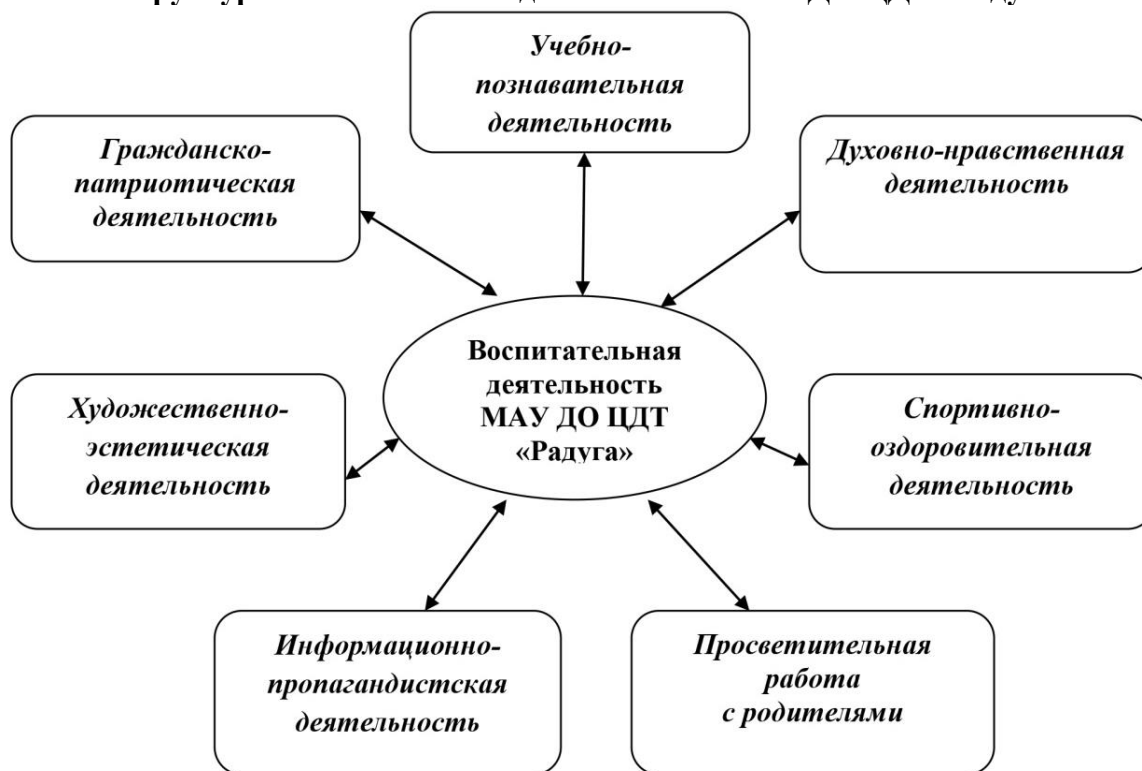 Учебно-
познавательная
деятельность
Гражданско-
патриотическая
деятельность
Духовно-нравственная
деятельность
Воспитательная
деятельность
МАУ ДО ЦДТ
«Радуга»
Художественно-
эстетическая
деятельность
Спортивно-
оздоровительная
деятельность
Информационно-
пропагандистская
деятельность
Просветительная
работа
с родителями